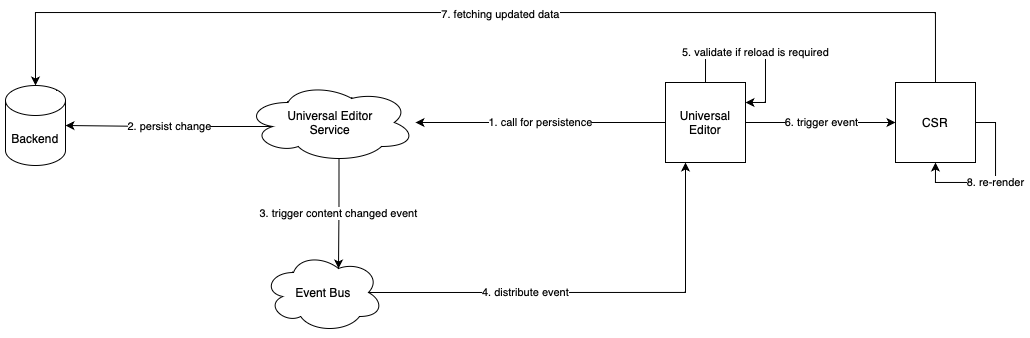 7. fetching updated data
5. validate if reload is required
Backend
2. persist change
Universal Editor
Service
1. call for persistence
Universal
Editor
6. trigger event
CSR
8. re-render
3. trigger content changed event
Event Bus
4. distribute event